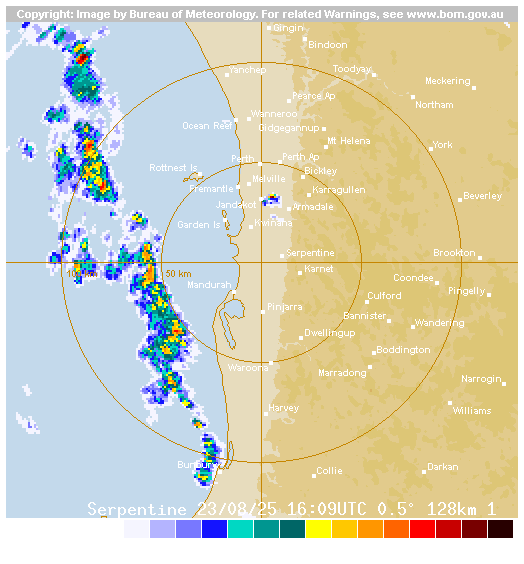 Copyright: Image by Bureau of Meteorology. For related Warnings, see www.bom.gov.au
Gingin
Bindoon
Yanchep
Toodyay
Meckering
Pearce Ap
Northam
Wanneroo
Ocean Reef
Gidgegannup
Mt Helena
York
Perth
Perth Ap
Rottnest Is
Bickley
Melville
Fremantle
Karragullen
Beverley
Jandakot
Armadale
Garden Is
Kwinana
Serpentine
Brookton
Karnet
50 km
Coondee
Mandurah
Pingelly
Culford
Pinjarra
Bannister
Wandering
Dwellingup
Boddington
Waroona
Marradong
Narrogin
Harvey
Williams
Bunbury
Collie
Darkan
Serpentine 23/08/25 16:09UTC 0.5° 128km 1